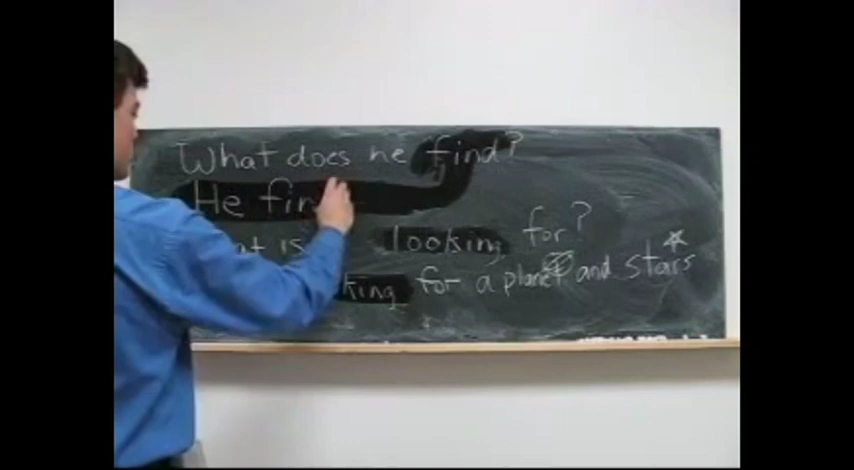 What does he find?
He fin
at is looking for?
king for a planet and stars